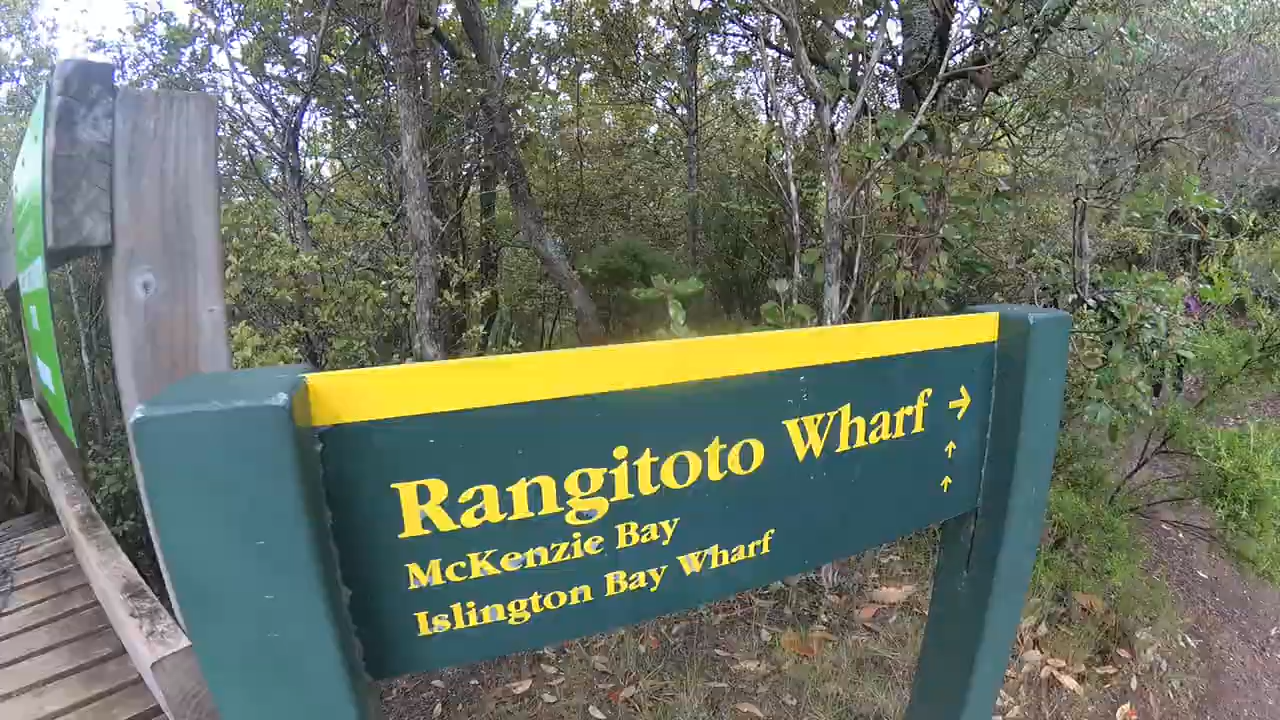 Rangitoto Wharf →
McKenzie Bay ↑
Islington Bay Wharf ↑